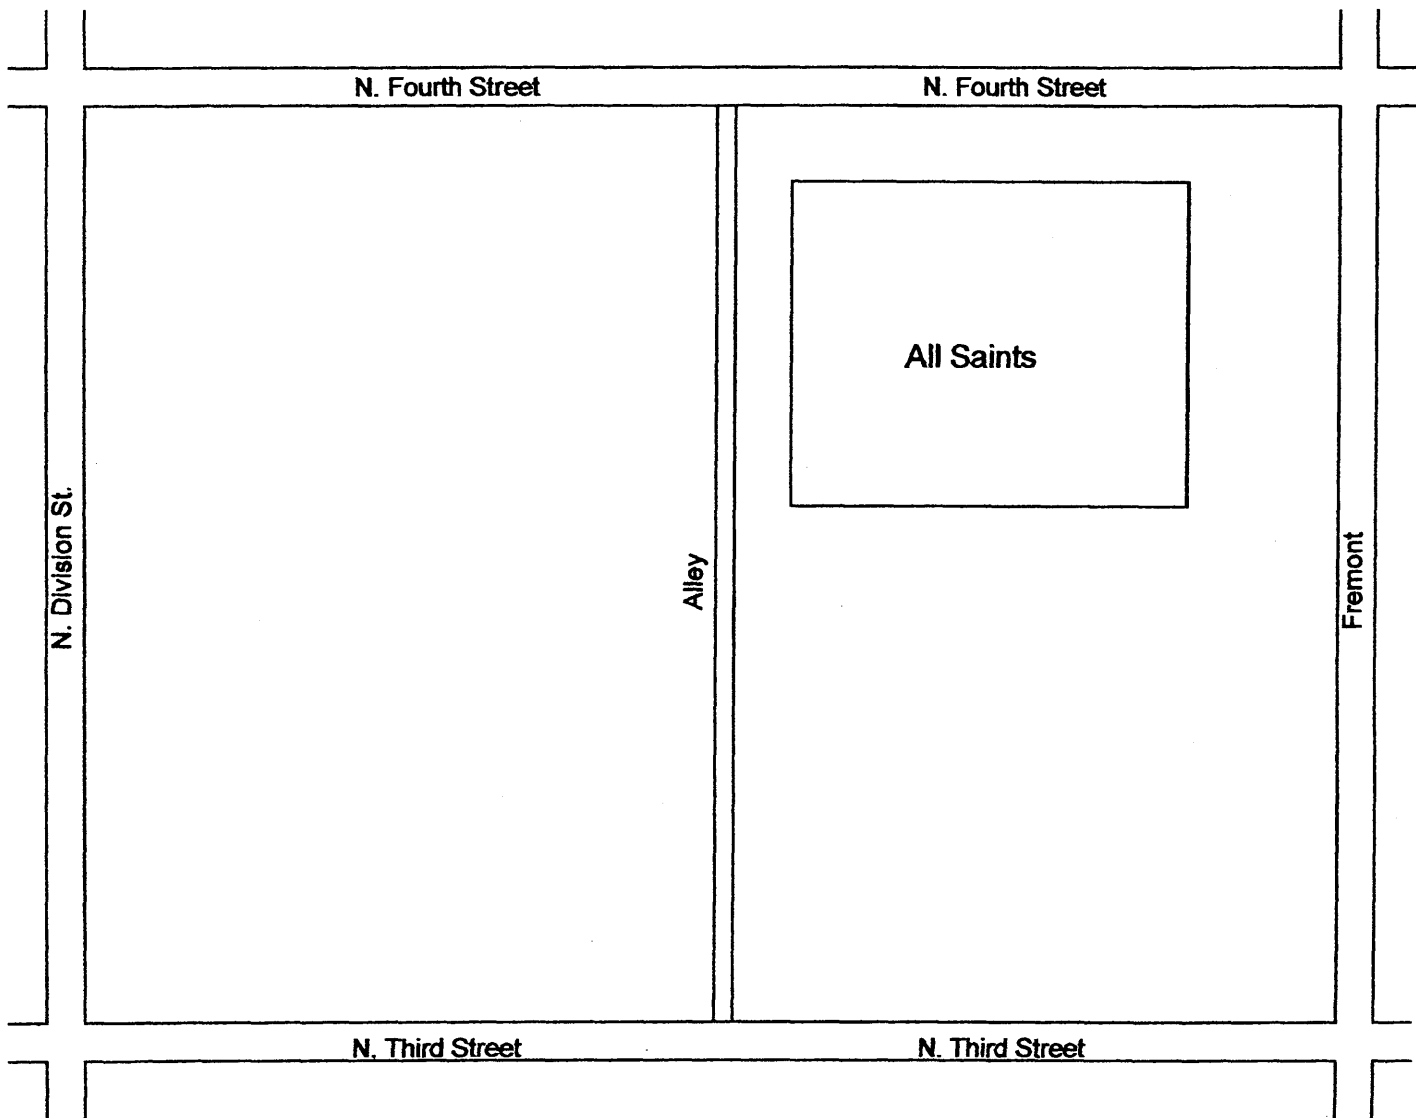 N. Fourth Street
N. Fourth Street
All Saints
N. Division St.
Alley
Fremont
N. Third Street
N. Third Street